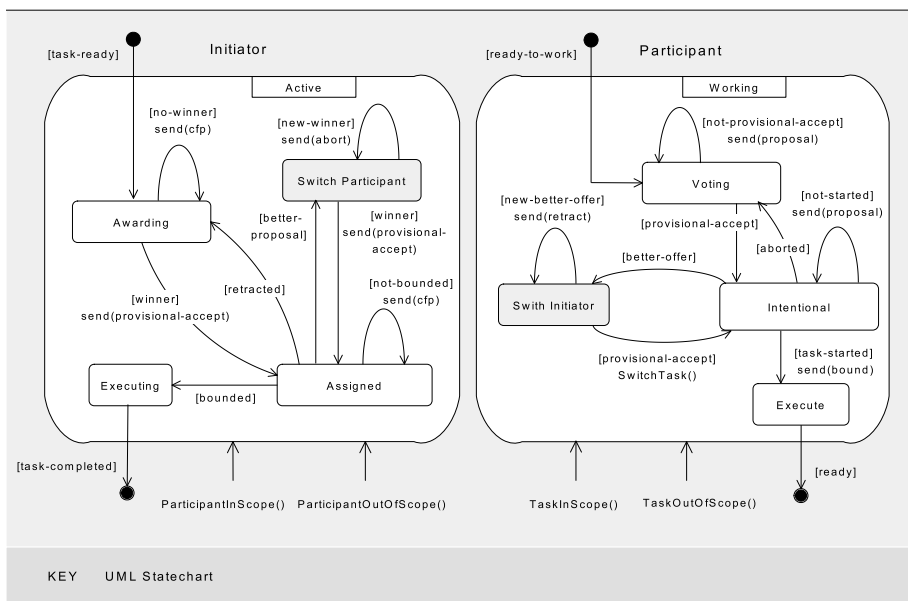 Initiator
[task-ready]
Active
[no-winner]
send(cfp)
[new-winner]
send(abort)
Switch Participant
Awarding
[better-
proposal]
[winner]
send(provisional-
accept)
[retracted]
[winner]
send(provisional-accept)
[not-bounded]
send(cfp)
Executing
[bounded]
Assigned
[task-completed]
ParticipantInScope()
ParticipantOutOfScope()
Participant
[ready-to-work]
Working
[not-provisional-accept]
send(proposal)
Voting
[new-better-offer]
send(retract)
[provisional-accept]
[not-started]
send(proposal)
[aborted]
[better-offer]
Swith Initiator
Intentional
[provisional-accept]
SwitchTask()
[task-started]
send(bound)
Execute
[ready]
TaskInScope()
TaskOutOfScope()
KEY UML Statechart